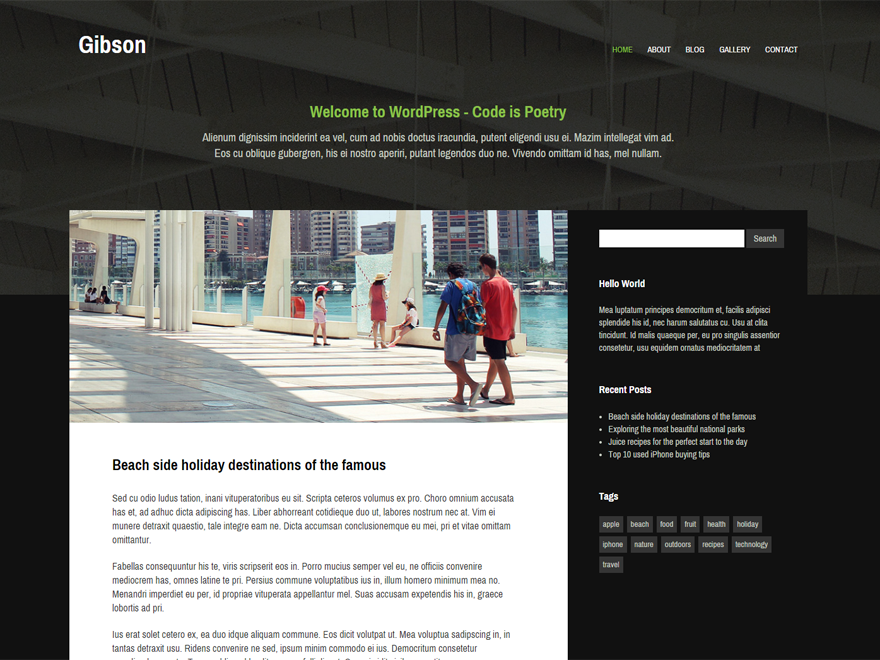 Gibson
HOME ABOUT BLOG GALLERY CONTACT
Welcome to WordPress - Code is Poetry
Alienum dignissim inciderint ea vel, cum ad nobis doctus iracundia, putent eligendi usu ei. Mazim intellegat vim ad.
Eos cu oblique gubergren, his ei nostro aperiri, putant legendos duo ne. Vivendo omittam id has, mel nullam.
Beach side holiday destinations of the famous
Sed cu odio ludus tation, inani vituperatoribus eu sit. Scripta ceteros volumus ex pro. Choro omnium accusata
has et, ad adhuc dicta adipiscing has. Liber abhorreant cotidieque duo ut, labores nostrum nec at. Vim ei
munere detraxit quaestio, tale integre eam ne. Dicta accumsan conclusionemque eu mei, pri et vitae omittam
omittantur.
Fabellas consequuntur his te, viris scripserit eos in. Porro mucius semper vel eu, ne officiis convenire
mediocrem has, omnes latine te pri. Persius commune voluptatibus ius in, illum homero minimum mea no.
Menandri imperdiet eu per, id propriae vituperata appellantur mel. Suas accusam expetendis his in, graece
lobortis ad pri.
Ius erat solet cetero ex, ea duo idque aliquam commune. Eos dicit volutpat ut. Mea voluptua sadipscing in, in
tantas detraxit usu. Ridens convenire ne sed, ipsum minim commodo ei ius. Democritum consetetur
Search
Hello World
Mea luptatum principes democritum et, facilis adipisci
splendide his id, nec harum salutatus cu. Usu at clita
tincidunt. Id malis quaeque per, eu pro singulis assentior
consetetur, usu equidem ornatus mediocritatem at
Recent Posts
Beach side holiday destinations of the famous
Exploring the most beautiful national parks
Juice recipes for the perfect start to the day
Top 10 used iPhone buying tips
Tags
apple beach food fruit health holiday
iphone nature outdoors recipes technology
travel